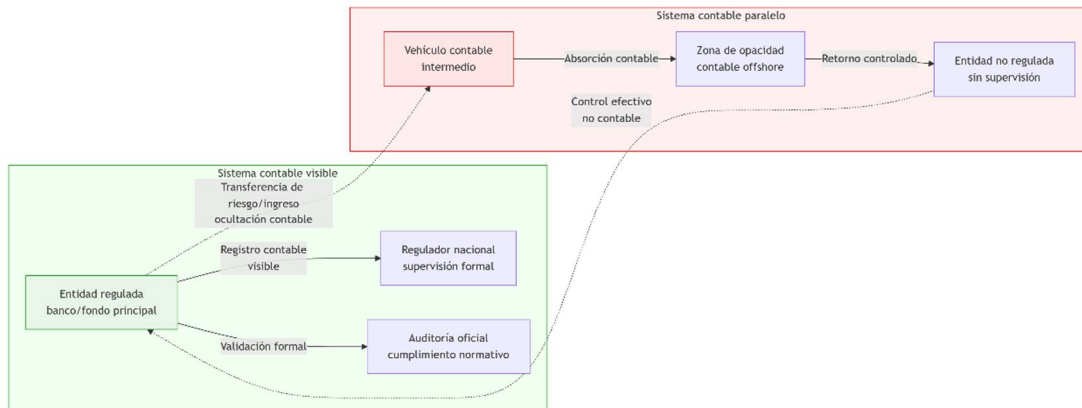 Sistema contable paralelo
Vehículo contable
intermedio
Absorción contable
Zona de opacidad
contable offshore
Retorno controlado
Entidad no regulada
sin supervisión
Control efectivo
no contable
Sistema contable visible
Transferencia de
riesgo/ingreso
ocultación contable
Registro contable
visible
Regulador nacional
supervisión formal
Entidad regulada
banco/fondo principal
Validación formal
Auditoría oficial
cumplimiento normativo